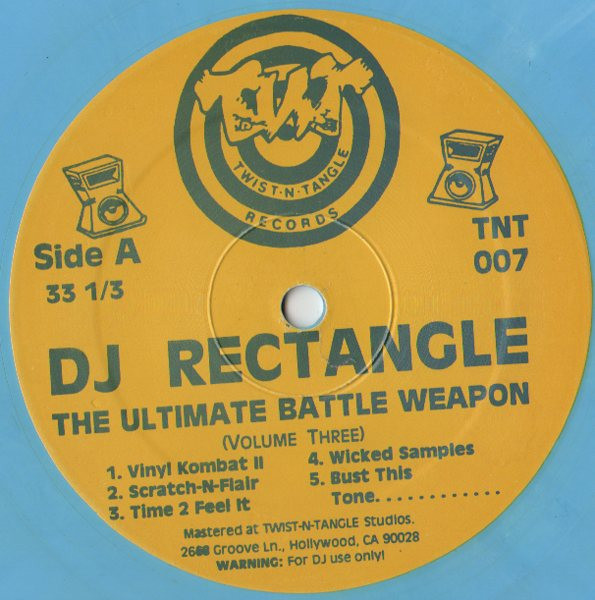 TNT
TWIST-N-TANGLE
RECORDS
Side A
33 1/3
TNT
007
DJ RECTANGLE
THE ULTIMATE BATTLE WEAPON
(VOLUME THREE)
1. Vinyl Kombat II
2. Scratch-N-Flair
3. Time 2 Feel It
4. Wicked Samples
5. Bust This
Tone............
Mastered at TWIST-N-TANGLE Studios.
2688 Groove Ln., Hollywood, CA 90028
WARNING: For DJ use only!